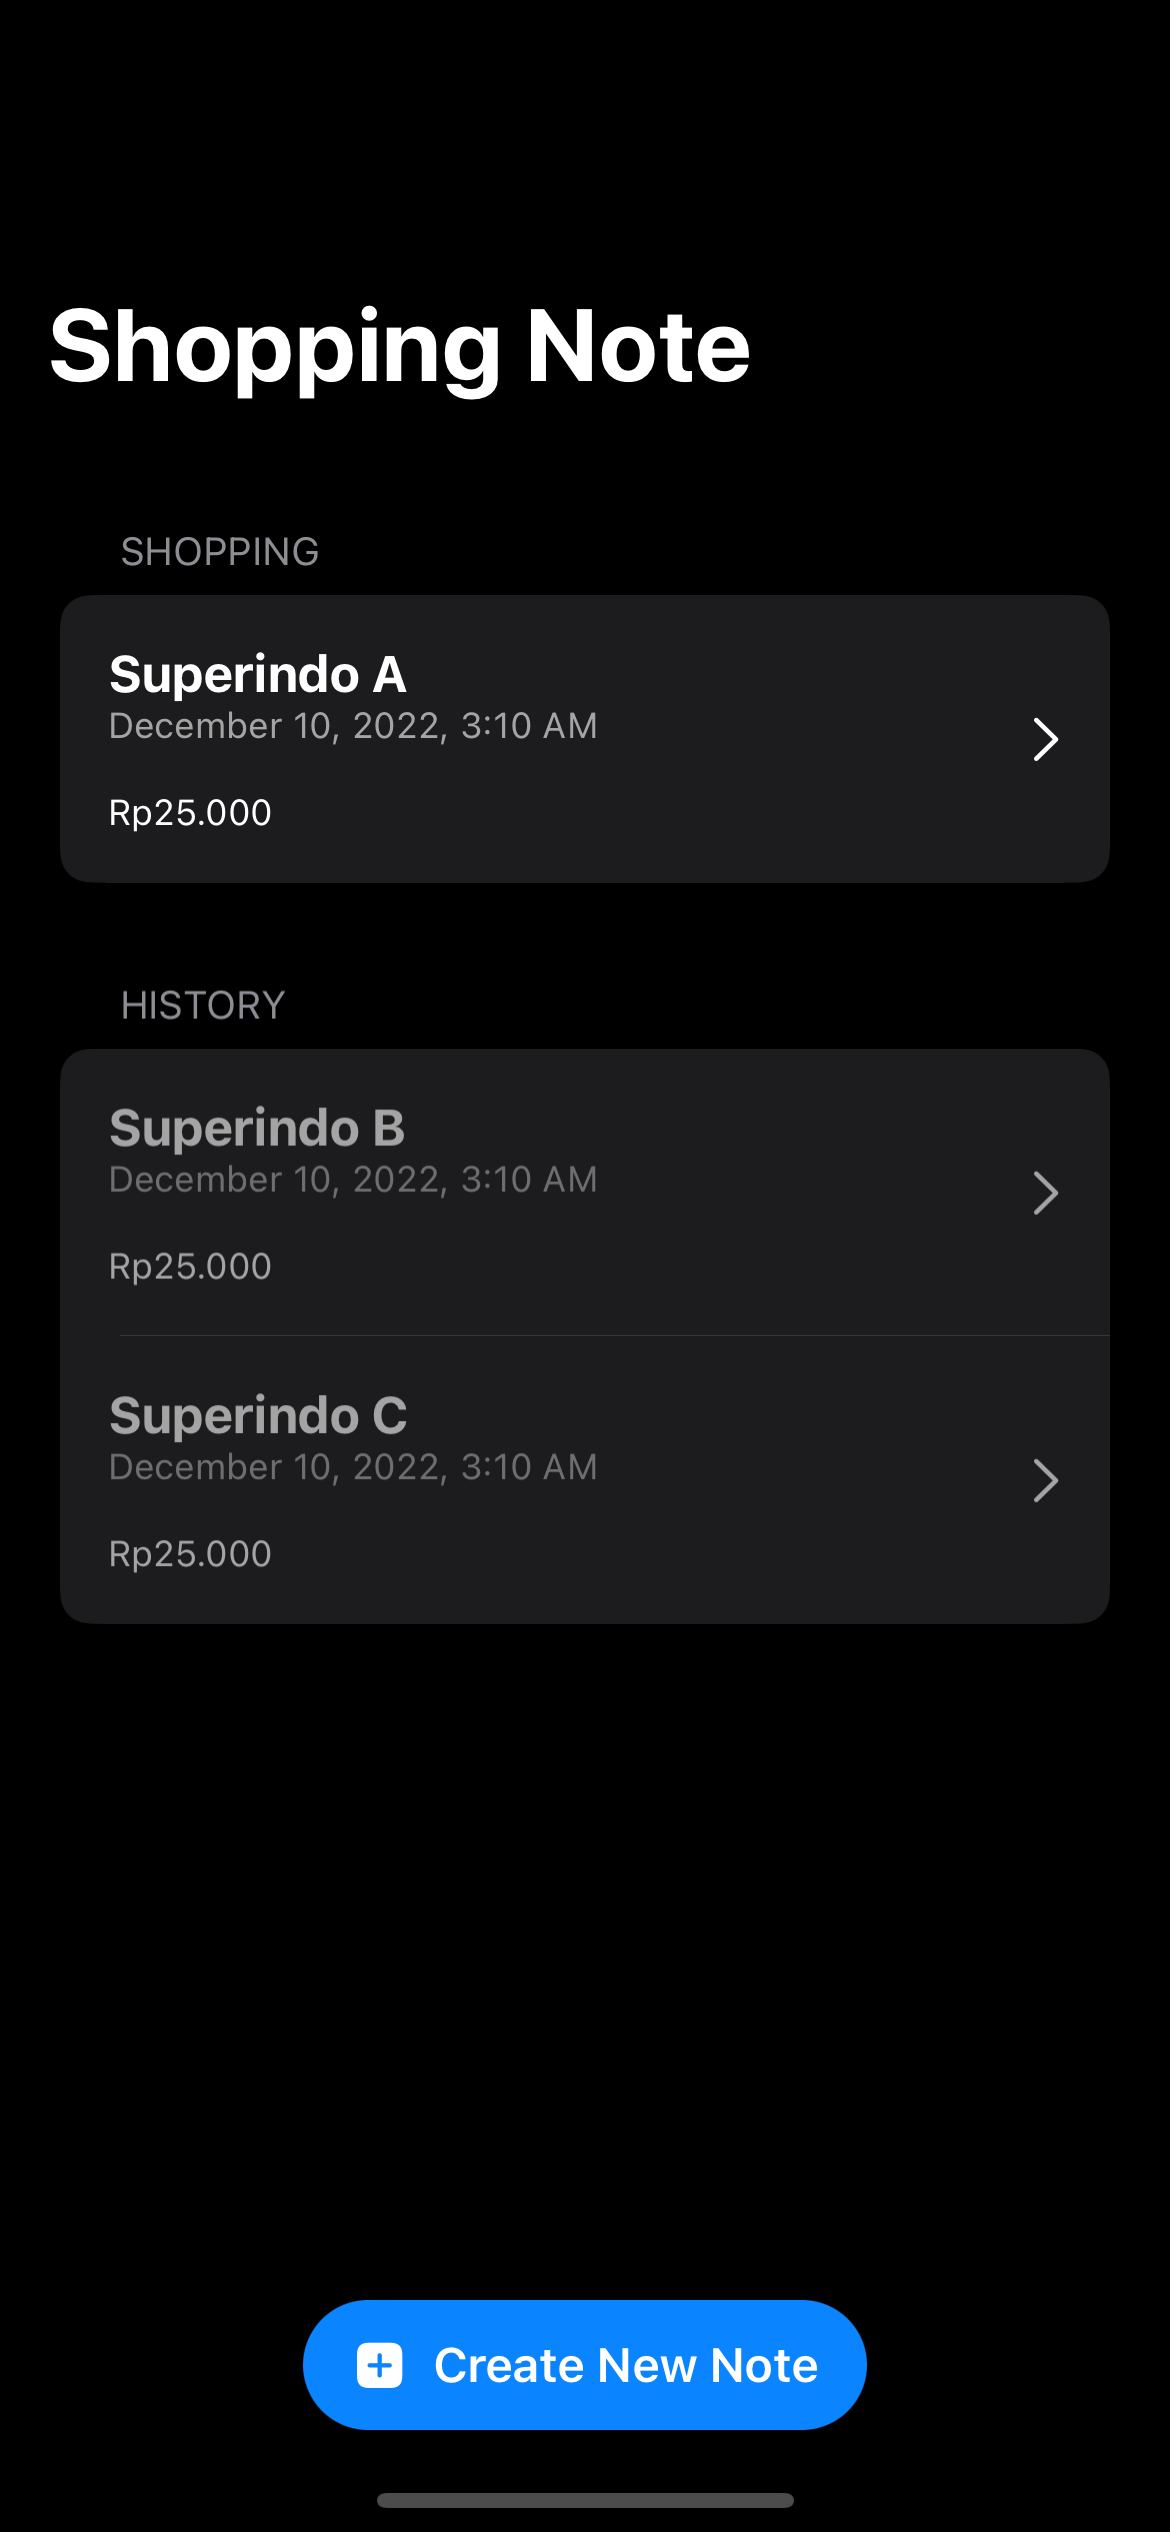 Shopping Note
SHOPPING
Superindo A
December 10, 2022, 3:10 AM
Rp25.000
HISTORY
Superindo B
December 10, 2022, 3:10 AM
Rp25.000
Superindo C
December 10, 2022, 3:10 AM
Rp25.000
Create New Note